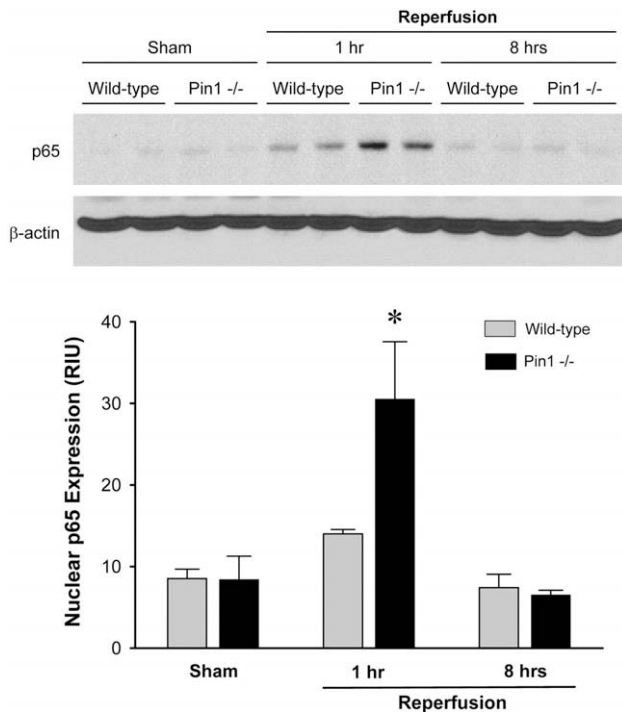 Reperfusion
Sham 1 hr 8 hrs
Wild-type Pin1 -/- Wild-type Pin1 -/- Wild-type Pin1 -/-
p65
β-actin
40
30
20
10
0
Nuclear p65 Expression (RIU)
*
Wild-type
Pin1 -/-
Sham 1 hr 8 hrs
Reperfusion